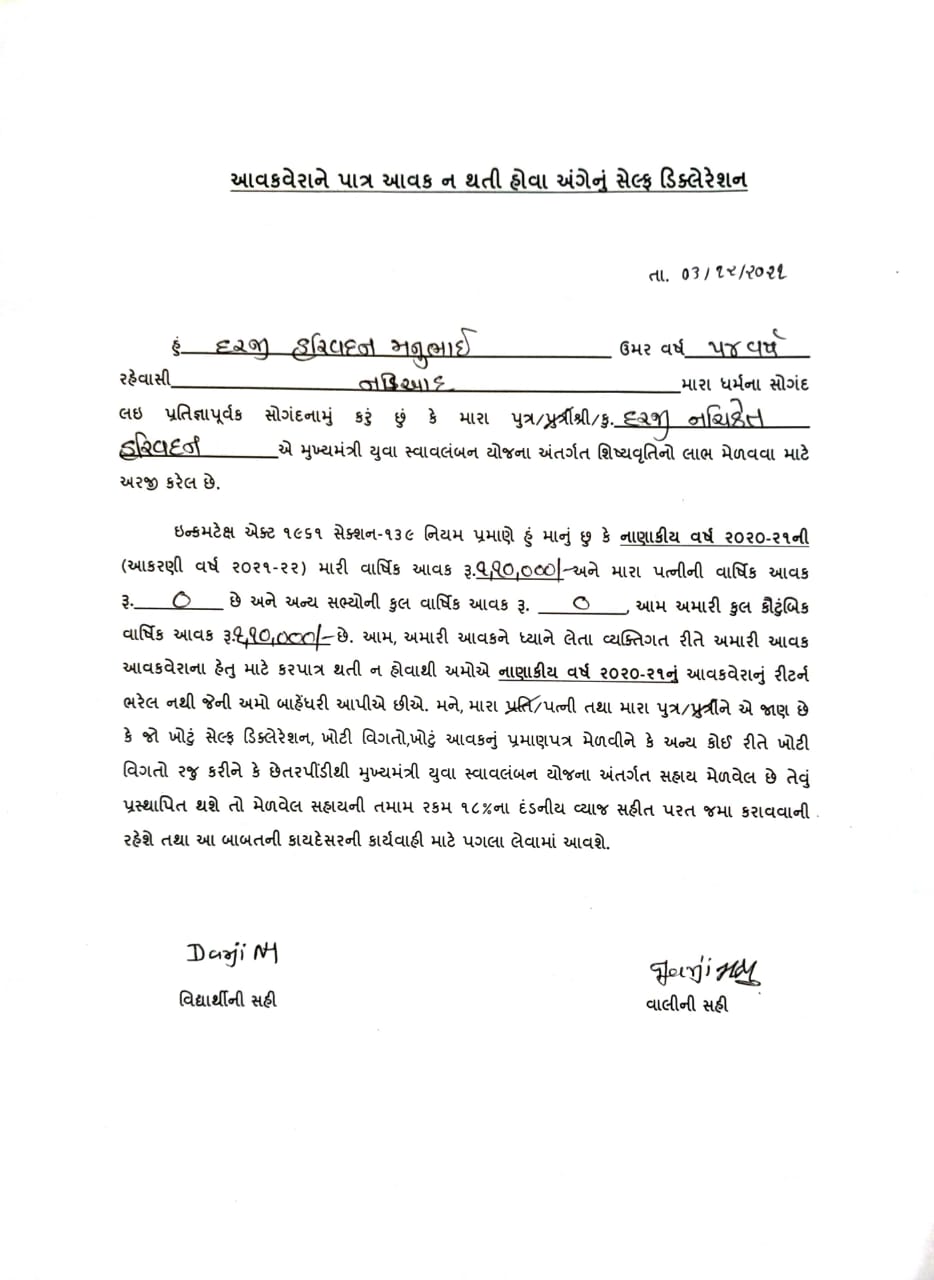 આવકવેરાને પાત્ર આવક ન થતી હોવા અંગેનું સેલ્ફ ડિક્લેરેશન
તા. ૦૩/૧૨/૨૦૨૧
હું દરજી હરિવદન મનુભાઈ ઉમર વર્ષ ૫૪ વર્ષ
રહેવાસી નડિઆદ મારા ધર્મના સોગંદ
લઇ પ્રતિજ્ઞાપૂર્વક સોગંદનામું કરું છું કે મારા પુત્ર/પુત્રીશ્રી/કુ. દરજી નચિકેત
હરિવદન એ મુખ્યમંત્રી યુવા સ્વાવલંબન યોજના અંતર્ગત શિષ્યવૃતિનો લાભ મેળવવા માટે
અરજી કરેલ છે.
ઇન્કમટેક્ષ એક્ટ ૧૯૬૧ સેક્શન-૧૩૯ નિયમ પ્રમાણે હું માનું છુ કે નાણાકીય વર્ષ ૨૦૨૦-૨૧ની
(આકરણી વર્ષ ૨૦૨૧-૨૨) મારી વાર્ષિક આવક રૂ.૧,૧૦,૦૦૦/- અને મારા પત્નીની વાર્ષિક આવક
રૂ. ૦ છે અને અન્ય સભ્યોની કુલ વાર્ષિક આવક રૂ. ૦ , આમ અમારી કુલ કૌટુંબિક
વાર્ષિક આવક રૂ.૧,૧૦,૦૦૦/- છે. આમ, અમારી આવકને ધ્યાને લેતા વ્યક્તિગત રીતે અમારી આવક
આવકવેરાના હેતુ માટે કરપાત્ર થતી ન હોવાથી અમોએ નાણાકીય વર્ષ ૨૦૨૦-૨૧નું આવકવેરાનું રીટર્ન
ભરેલ નથી જેની અમો બાહેંધરી આપીએ છીએ. મને, મારા પ્રતિ/પત્ની તથા મારા પુત્ર/પુત્રીને એ જાણ છે
કે જો ખોટું સેલ્ફ ડિક્લેરેશન, ખોટી વિગતો,ખોટું આવકનું પ્રમાણપત્ર મેળવીને કે અન્ય કોઈ રીતે ખોટી
વિગતો રજુ કરીને કે છેતરપીંડીથી મુખ્યમંત્રી યુવા સ્વાવલંબન યોજના અંતર્ગત સહાય મેળવેલ છે તેવું
પ્રસ્થાપિત થશે તો મેળવેલ સહાયની તમામ રકમ ૧૮%ના દંડનીય વ્યાજ સહીત પરત જમા કરાવવાની
રહેશે તથા આ બાબતની કાયદેસરની કાર્યવાહી માટે પગલા લેવામાં આવશે.
Darji NH
વિદ્યાર્થીની સહી
વાલીની સહી